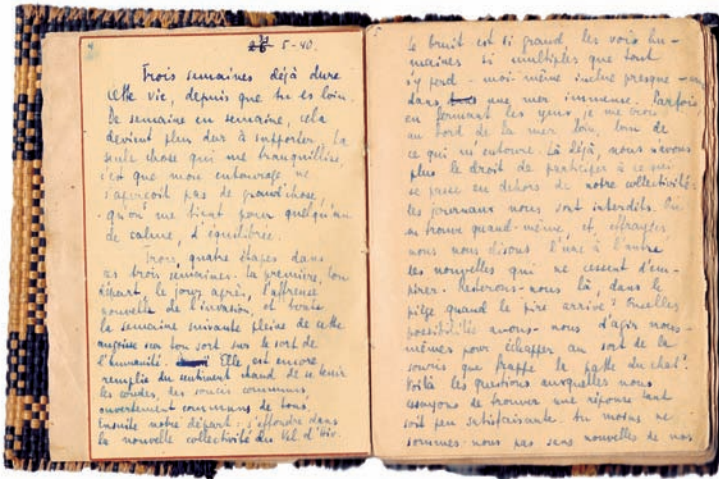 5-40.
Trois semaines déjà dure
cette vie, depuis que tu es loin.
De semaine en semaine, cela
devient plus dur à supporter. La
seule chose qui me tranquillise,
c'est que mon entourage ne
s'aperçoit pas de grand'chose,
qu'on me tient pour quelqu'un
de calme, d'équilibrée.
Trois, quatre étapes dans
ces trois semaines. La première, ton
départ, le jour après, l'affreuse
nouvelle de l'invasion, et toute
la semaine suivante pleine de cette
angoisse sur ton sort sur le sort de
l'humanité. Elle est encore
remplie du sentiment chaud de se tenir
les coudes, des soucis communs,
ouvertement communs de tous.
Ensuite notre départ: s'effondre dans
la nouvelle collectivité du Vel. d'Hiv.
Le bruit est si grand, les voix hu-
maines si multiples que tout
s'y perd - moi-même incluse presque -
dans une mer immense. Parfois,
en fermant les yeux, je me crois
au bord de la mer loin, loin de
ce qui m'entoure. Là déjà, nous n'avons
plus le droit de participer à ce qui
se passe en dehors de notre collectivité:
les journaux nous sont interdits. On
en trouve quand-même, et,
nous nous disons l'une à l'autre
les nouvelles qui ne cessent d'em-
pirer. Resterons-nous là, dans le
piège quand le pire arrive? Quelles
possibilités avons-nous d'agir nous-
mêmes pour échapper au sort de la
souris que frappe la patte du chat?
Voilà les questions auxquelles nous
essayons de trouver une réponse tant
soit peu satisfaisante. Au moins ne
sommes-nous pas sans nouvelles de nos